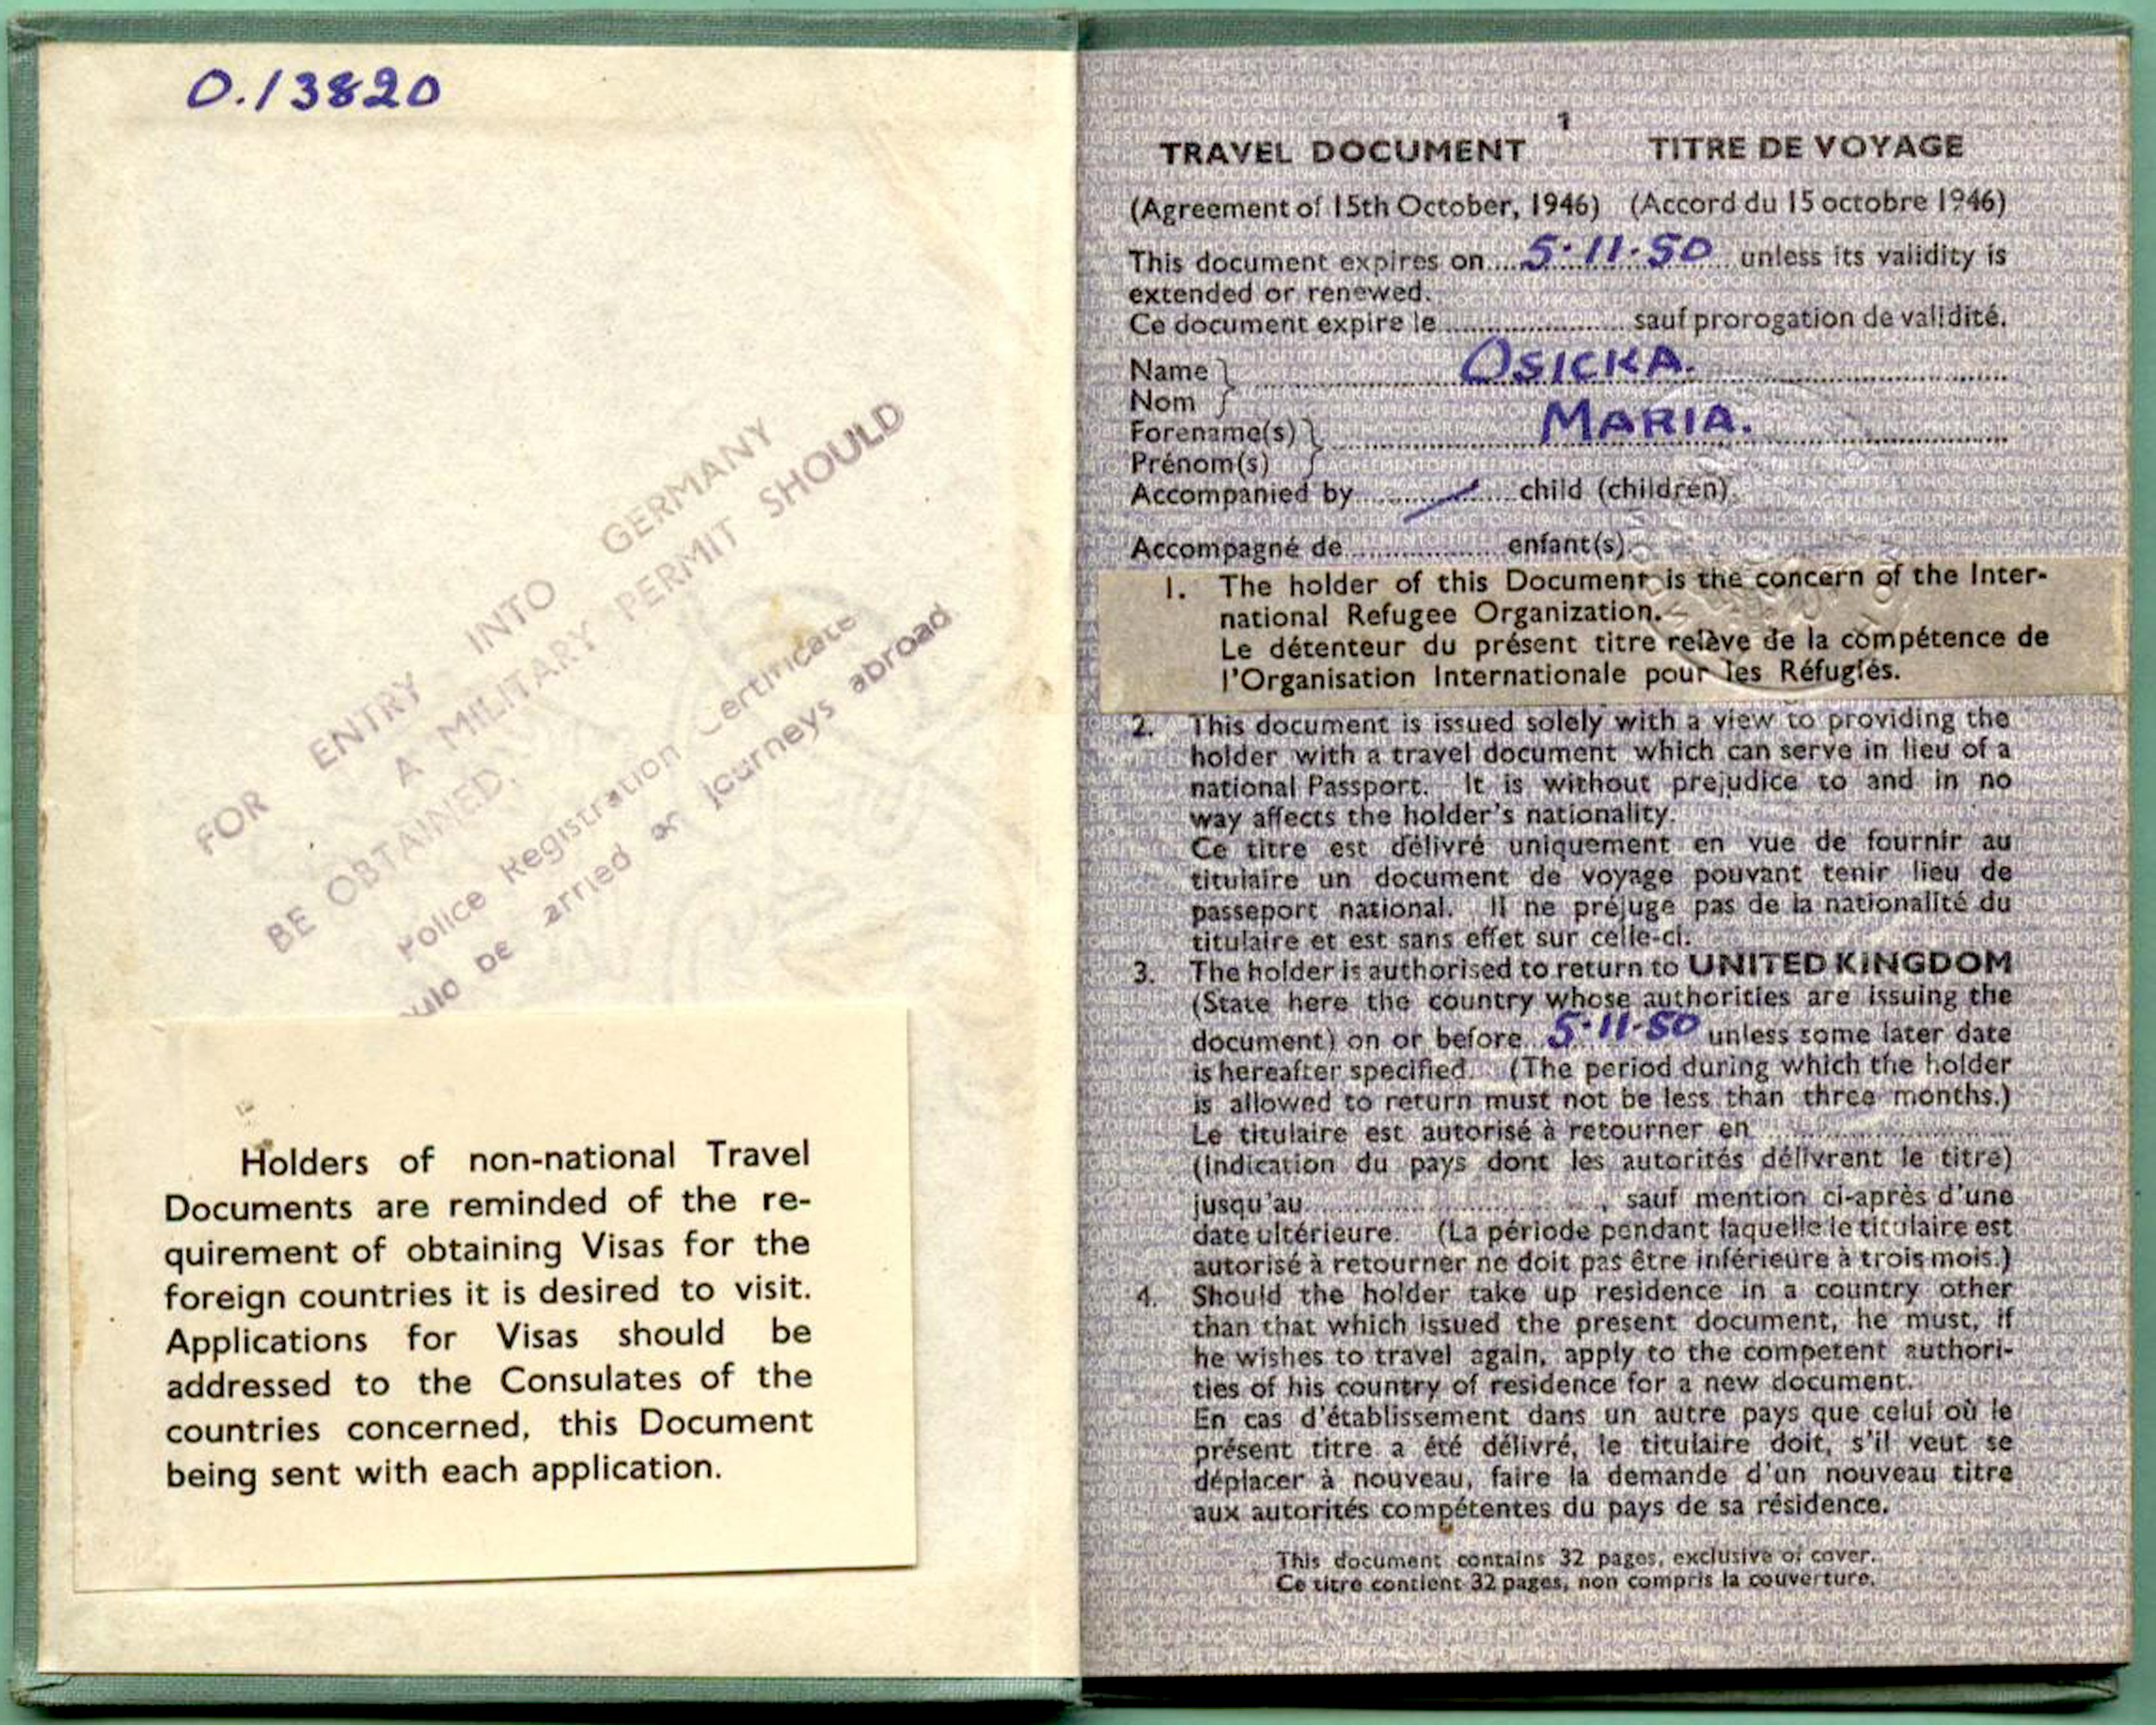 O.13820
FOR ENTRY INTO GERMANY
A MILITARY PERMIT SHOULD
BE OBTAINED,
Police Registration Certificate
be arried on journeys abroad
Holders of non-national Travel
Documents are reminded of the re-
quirement of obtaining Visas for the
foreign countries it is desired to visit.
Applications for Visas should be
addressed to the Consulates of the
countries concerned, this Document
being sent with each application.
1
TRAVEL DOCUMENT TITRE DE VOYAGE
(Agreement of 15th October, 1946) (Accord du 15 octobre 1946)
This document expires on....5.11.50....unless its validity is
extended or renewed.
Ce document expire le.................... sauf prorogation de validité.
Name
OSICKA.
Nom
Forename(s)
MARIA.
Prénom(s)
Accompanied by.................child (children).
Accompagné de.................enfant(s).
1. The holder of this Document is the concern of the Inter-
national Refugee Organization.
Le détenteur du présent titre relève de la compétence de
l'Organisation Internationale pour les Réfugiés.
2. This document is issued solely with a view to providing the
holder with a travel document which can serve in lieu of a
national Passport. It is without prejudice to and in no
way affects the holder's nationality.
Ce titre est délivré uniquement en vue de fournir au
titulaire un document de voyage pouvant tenir lieu de
passeport national. Il ne préjuge pas de la nationalité du
titulaire et est sans effet sur celle-ci.
3. The holder is authorised to return to UNITED KINGDOM
(State here the country whose authorities are issuing the
document) on or before...5.11.50 unless some later date
is hereafter specified. (The period during which the holder
is allowed to return must not be less than three months.)
Le titulaire est autorisé à retourner en ....................
(Indication du pays dont les autorités délivrent le titre)
jusqu'au...................., sauf mention ci-après d'une
date ultérieure. (La période pendant laquelle le titulaire est
autorisé à retourner ne doit pas être inférieure à trois mois.)
4. Should the holder take up residence in a country other
than that which issued the present document, he must, if
he wishes to travel again, apply to the competent authori-
ties of his country of residence for a new document.
En cas d'établissement dans un autre pays que celui où le
présent titre a été délivré, le titulaire doit, s'il veut se
déplacer à nouveau, faire la demande d'un nouveau titre
aux autorités compétentes du pays de sa résidence.
This document contains 32 pages, exclusive of cover.
Ce titre contient 32 pages, non compris la couverture.